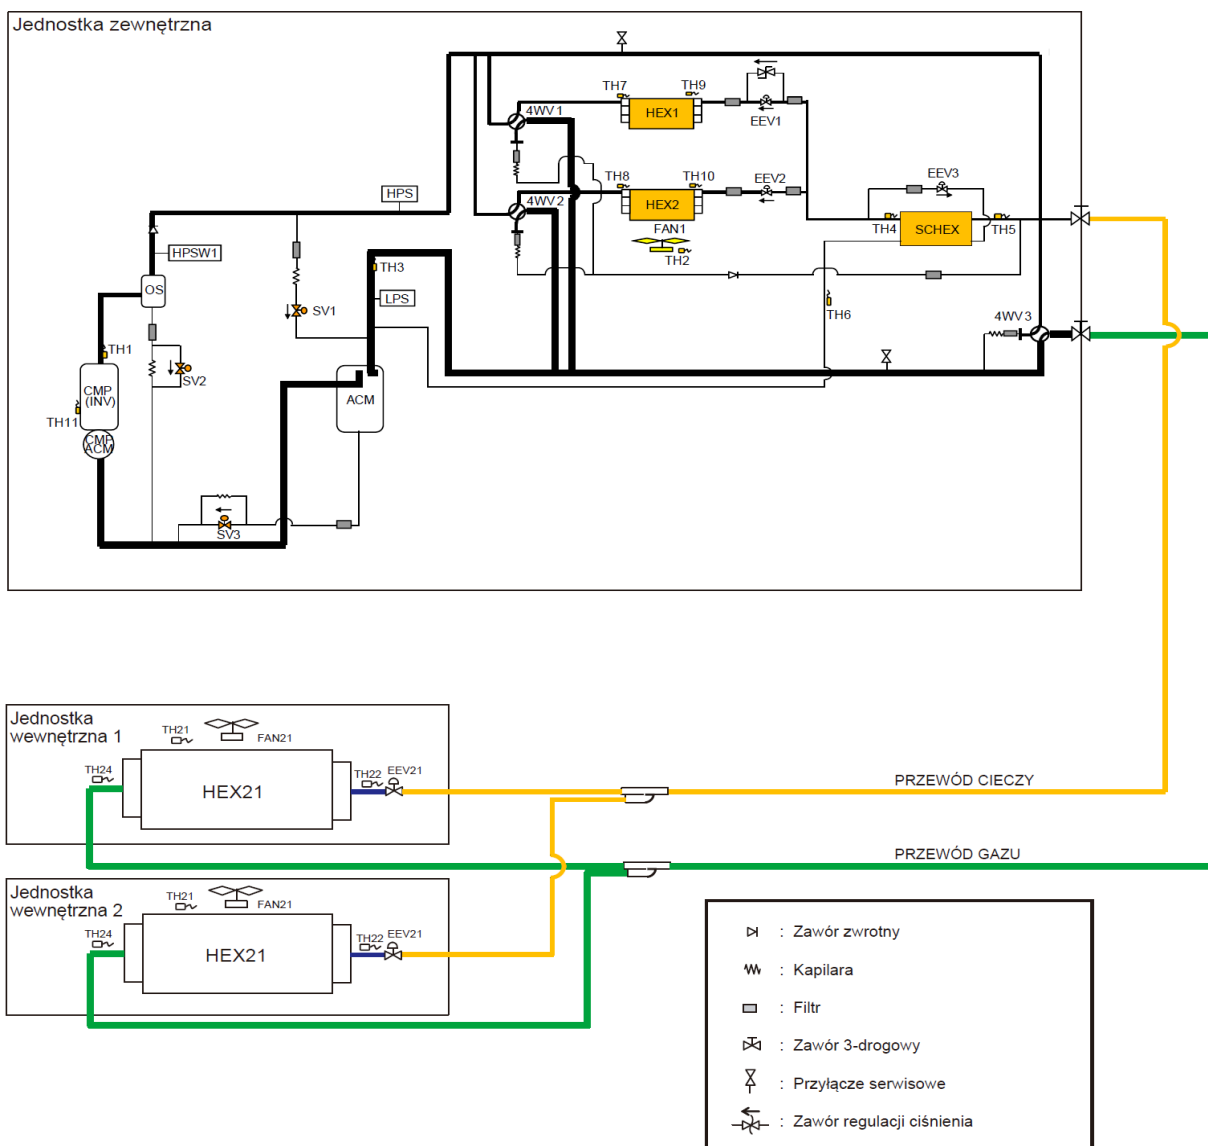 Jednostka zewnętrzna
TH7
TH9
4WV1
HEX1
EEV1
TH8
TH10
EEV2
EEV3
HPS
4WV2
HEX2
FAN1
TH4
SCHEX
TH5
HPSW1
TH3
TH2
OS
LPS
SV1
TH6
4WV3
TH1
SV2
CMP
(INV)
ACM
TH11
CMP
ACM
SV3
Jednostka
wewnętrzna 1
TH21
FAN21
TH24
TH22
EEV21
HEX21
PRZEWÓD CIECZY
PRZEWÓD GAZU
Jednostka
wewnętrzna 2
TH21
FAN21
TH24
TH22
EEV21
HEX21
: Zawór zwrotny
: Kapilara
: Filtr
: Zawór 3-drogowy
: Przyłącze serwisowe
: Zawór regulacji ciśnienia